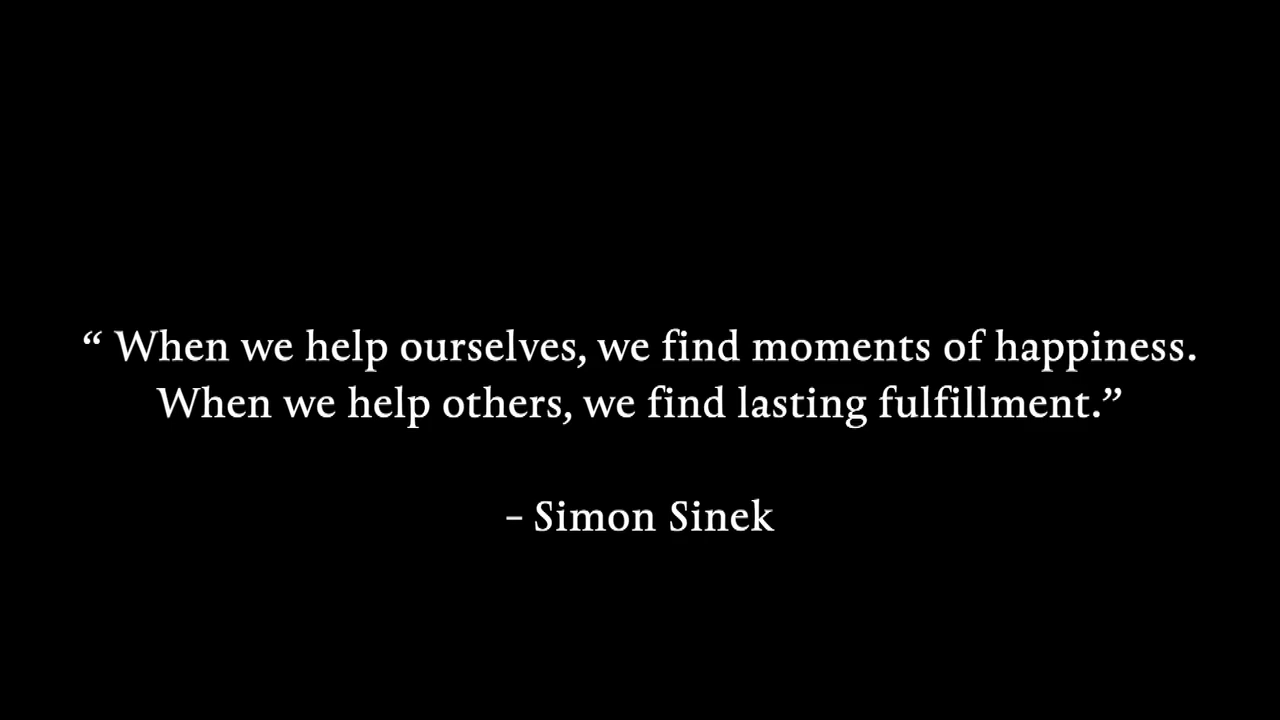 “ When we help ourselves, we find moments of happiness.
When we help others, we find lasting fulfillment.”
– Simon Sinek